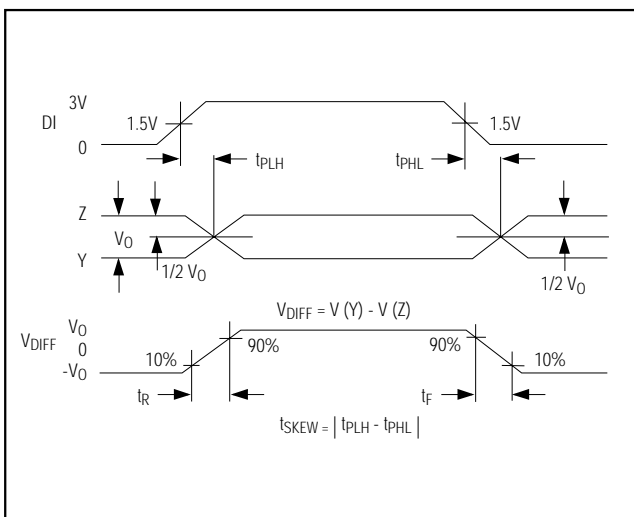 3V
DI
1.5V
1.5V
0
tPLH
tPHL
Z
VO
Y
1/2 VO
1/2 VO
VDIFF = V (Y) - V (Z)
VO
VDIFF
0
-VO
10%
90%
90%
10%
tR
tF
tSKEW = | tPLH - tPHL |